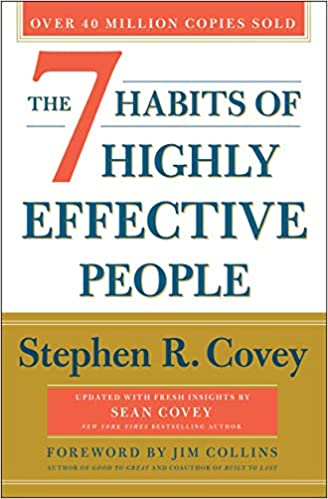 OVER 40 MILLION COPIES SOLD
THE 7 HABITS OF
HIGHLY
EFFECTIVE
PEOPLE
Stephen R. Covey
UPDATED WITH FRESH INSIGHTS BY
SEAN COVEY
NEW YORK TIMES BESTSELLING AUTHOR
FOREWORD BY JIM COLLINS
AUTHOR OF GOOD TO GREAT AND COAUTHOR OF BUILT TO LAST